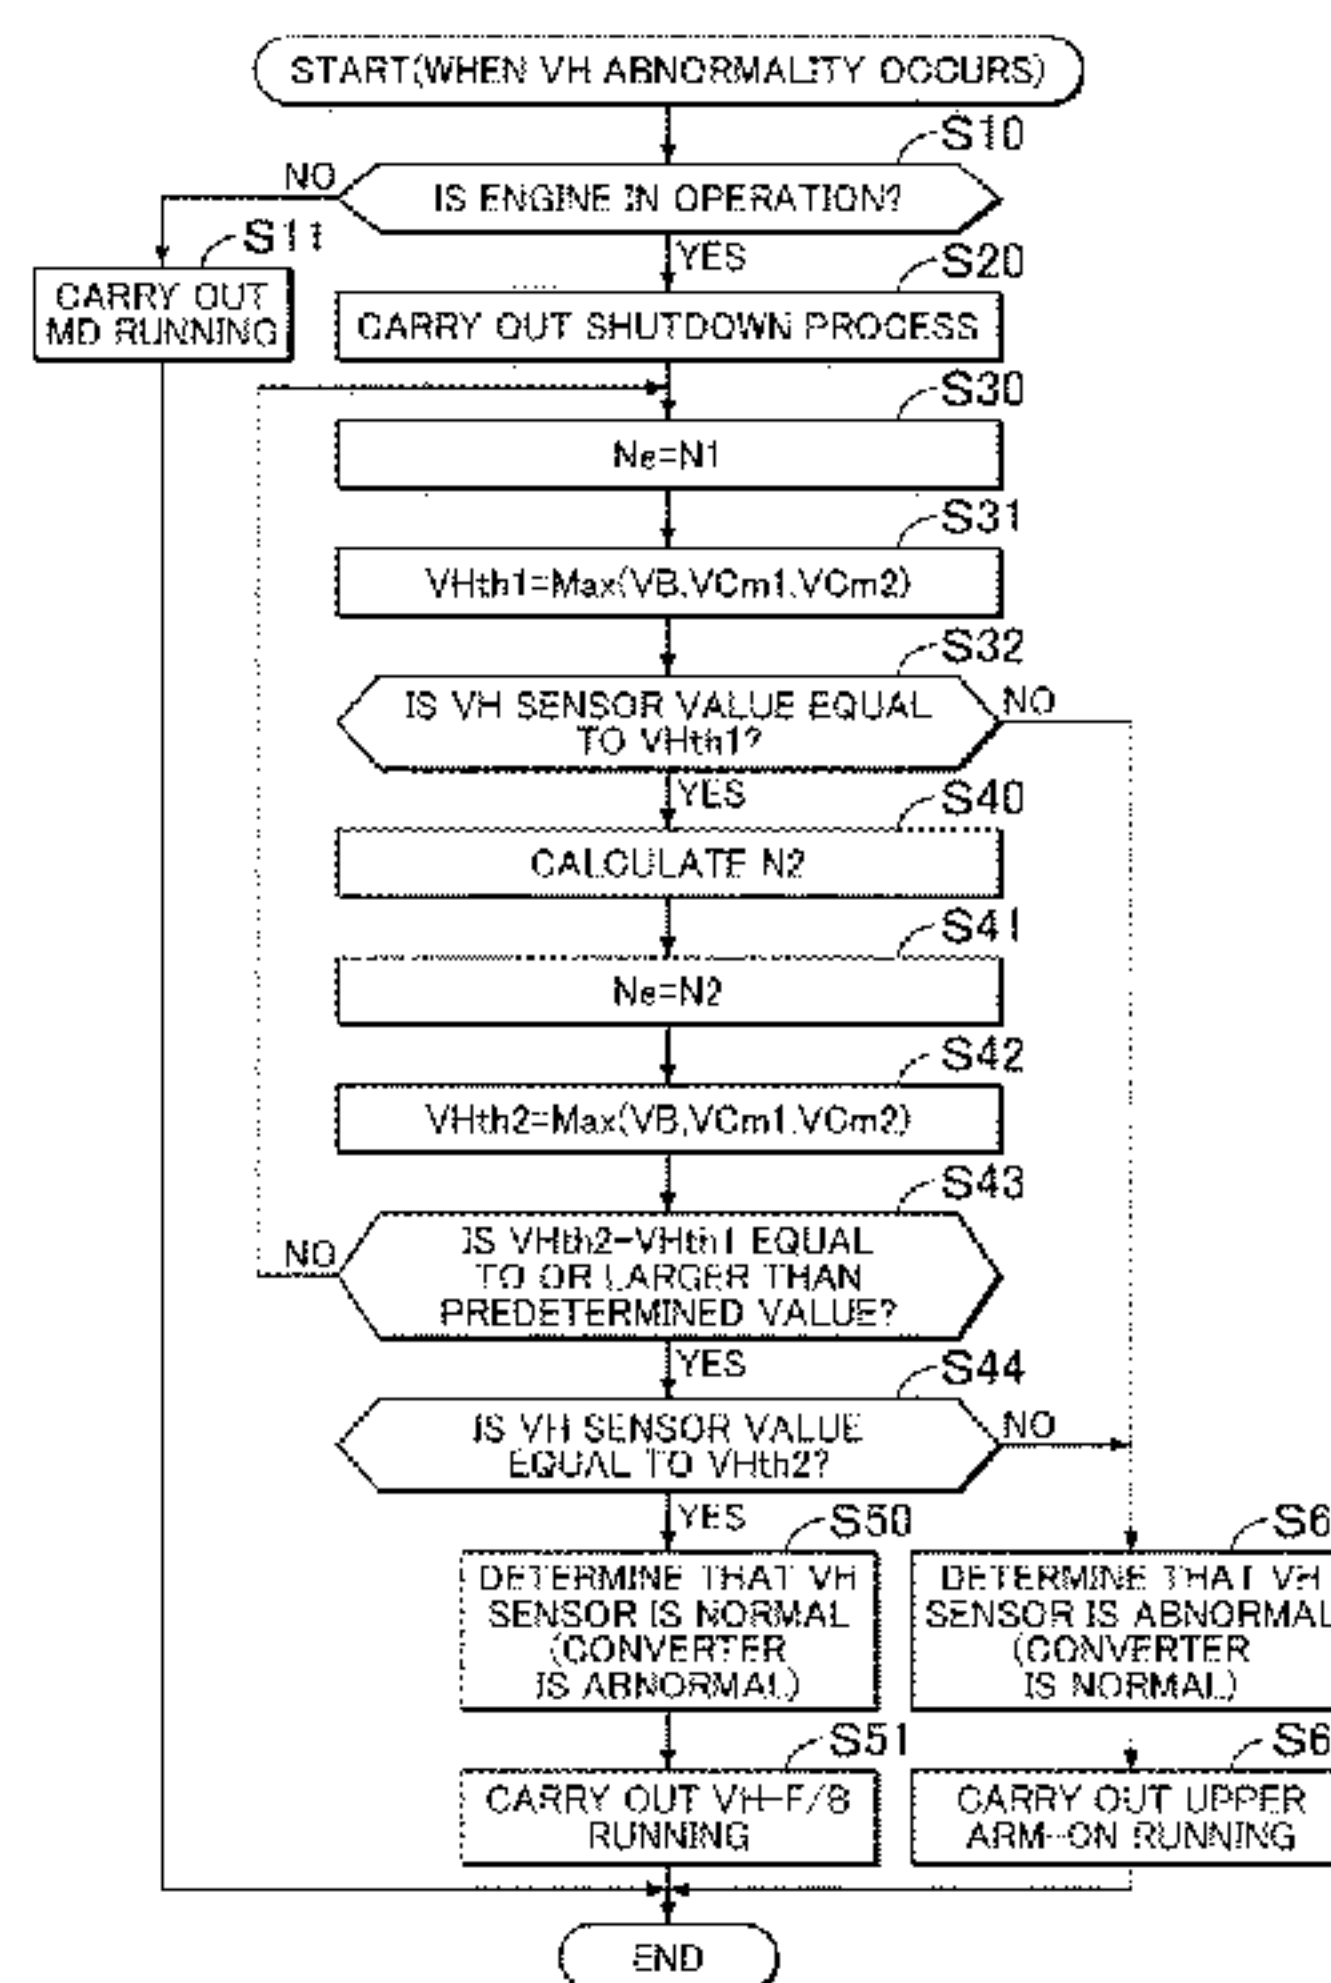 START(WHEN VH ABNORMALITY OCCURS)
S10
NO
IS ENGINE IN OPERATION?
S11
YES
S20
CARRY OUT
MD RUNNING
CARRY OUT SHUTDOWN PROCESS
S30
Ne=N1
S31
VHth1=Max(VB,VCm1,VCm2)
S32
IS VH SENSOR VALUE EQUAL
TO VHth1?
NO
YES
S40
CALCULATE N2
S41
Ne=N2
S42
VHth2=Max(VB,VCm1,VCm2)
S43
NO
IS VHth2-VHth1 EQUAL
TO OR LARGER THAN
PREDETERMINED VALUE?
YES
S44
IS VH SENSOR VALUE
EQUAL TO VHth2?
NO
YES
S50
S6
DETERMINE THAT VH
SENSOR IS NORMAL
(CONVERTER
IS ABNORMAL)
DETERMINE THAT VH
SENSOR IS ABNORMAL
(CONVERTER
IS NORMAL)
S51
S6
CARRY OUT VH-F/B
RUNNING
CARRY OUT UPPER
ARM-ON RUNNING
END